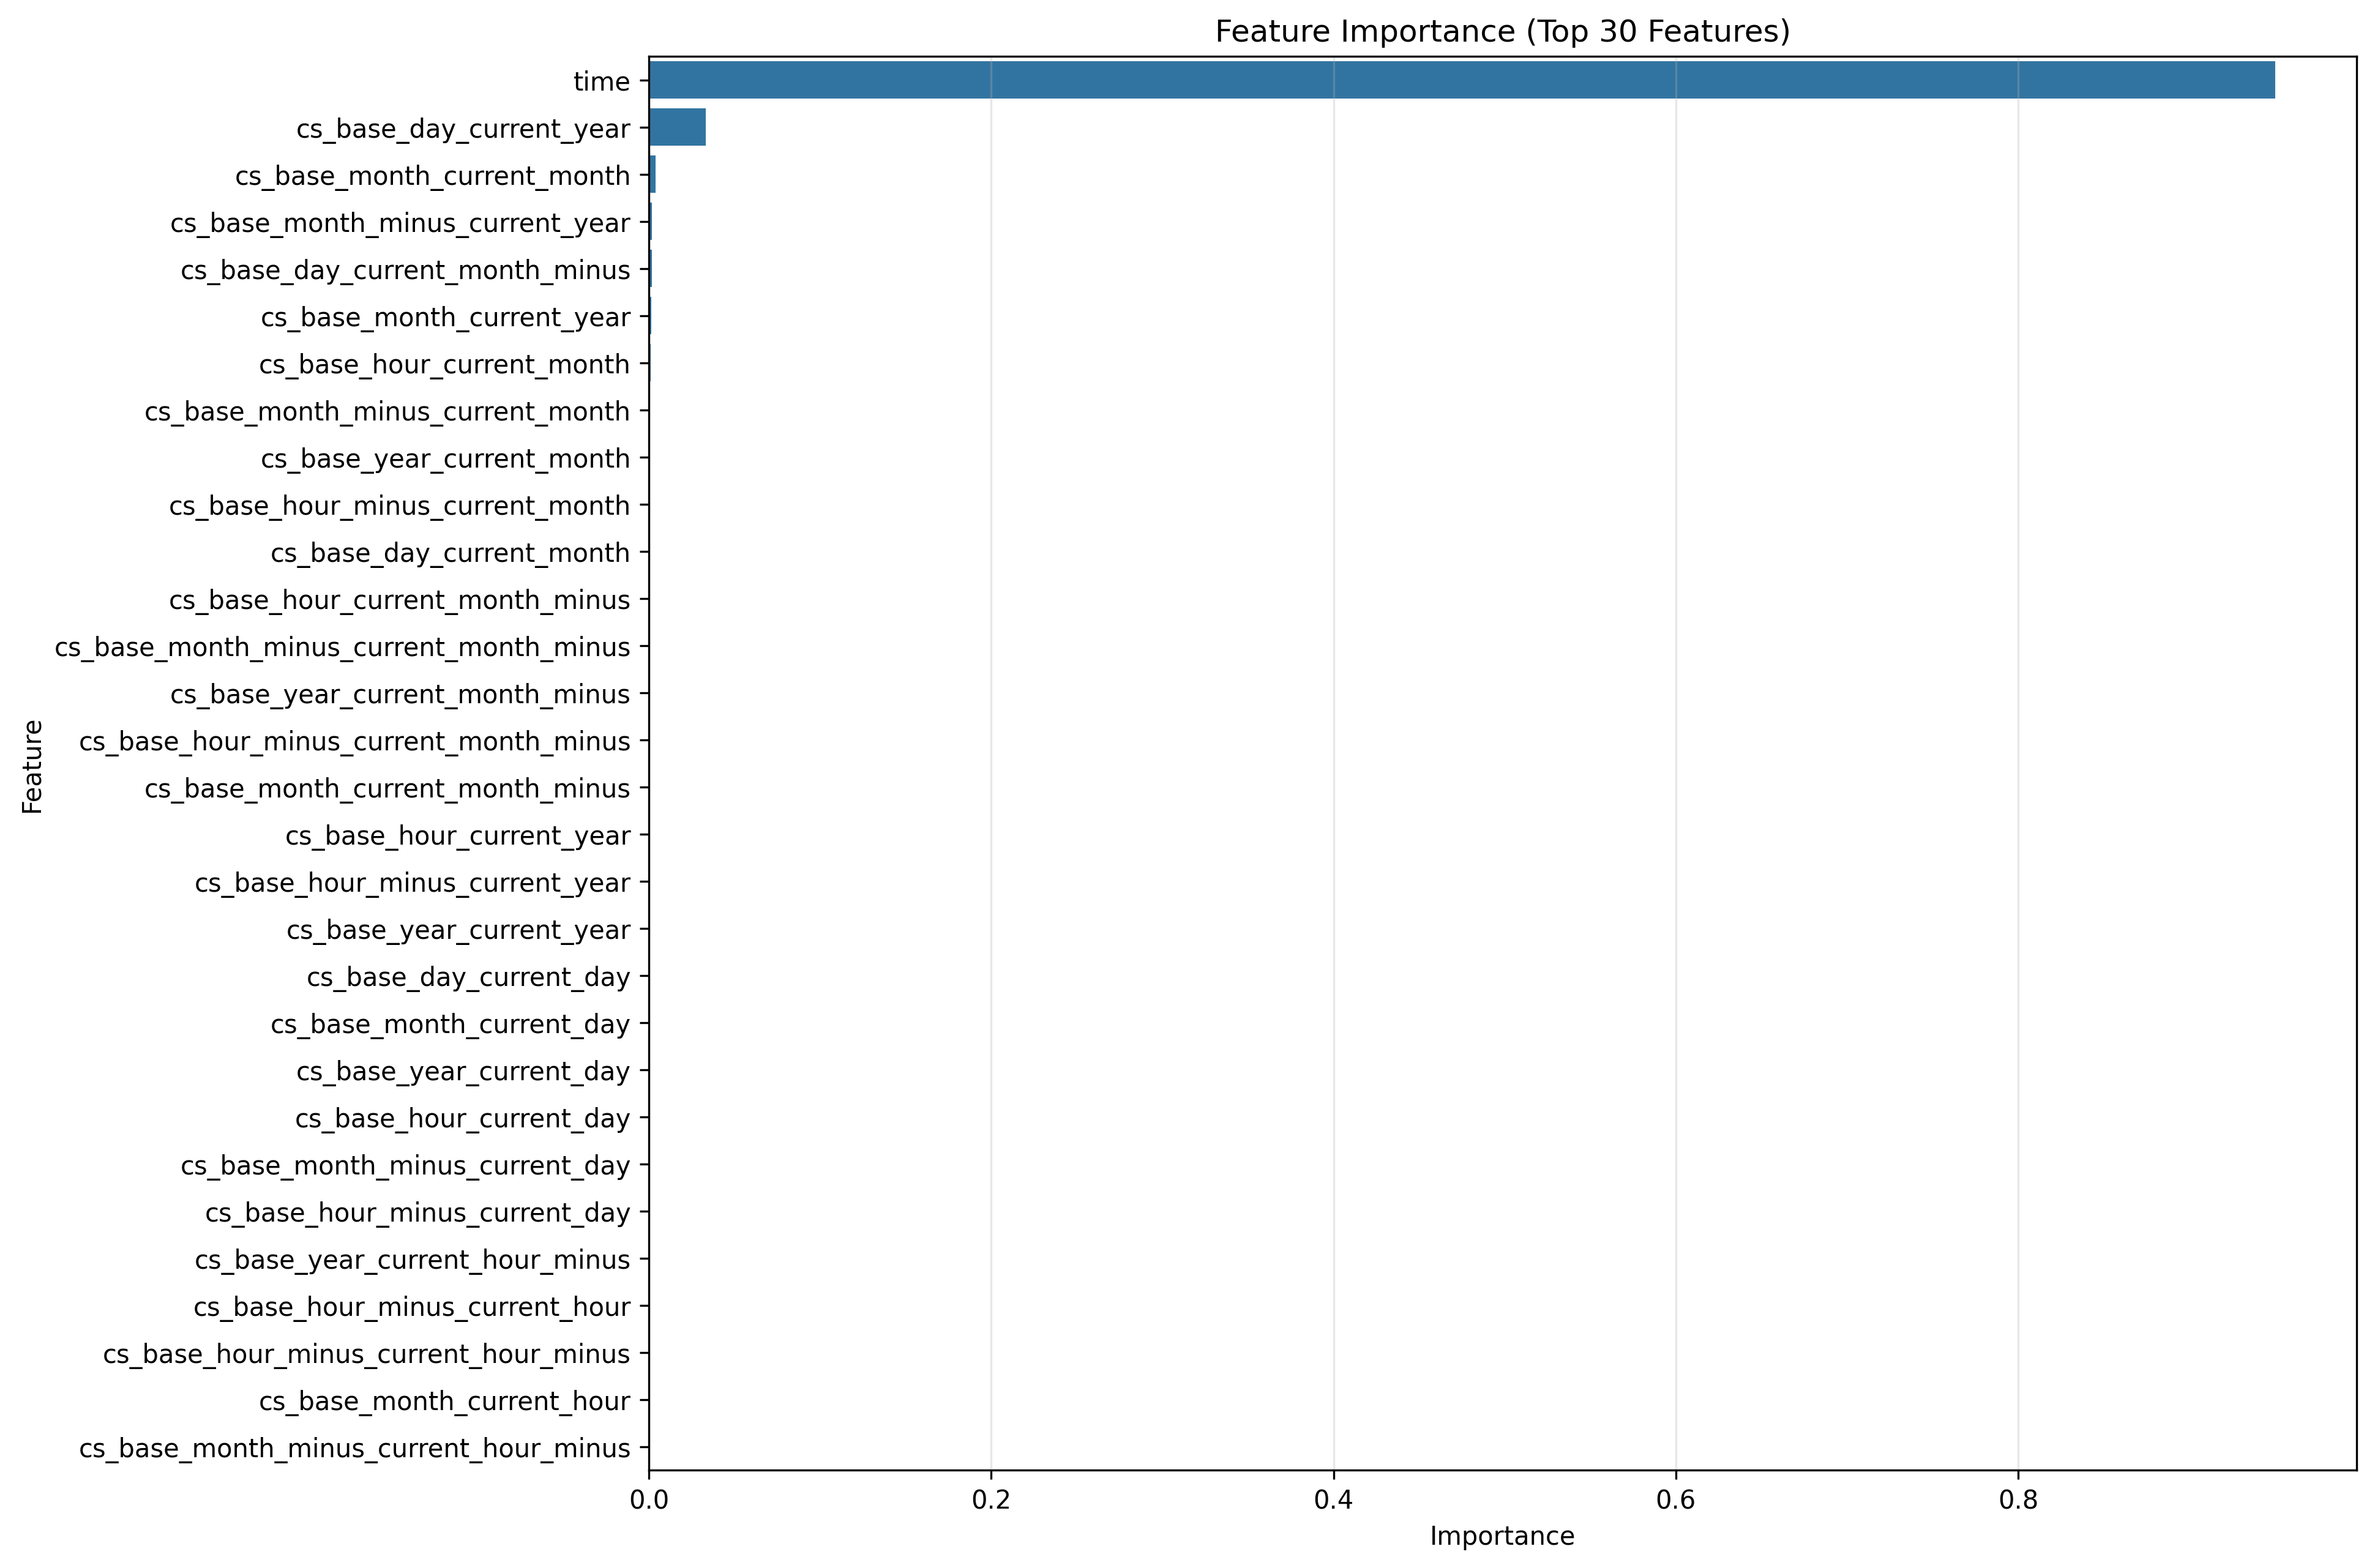 Feature Importance (Top 30 Features)
time
cs_base_day_current_year
cs_base_month_current_month
cs_base_month_minus_current_year
cs_base_day_current_month_minus
cs_base_month_current_year
cs_base_hour_current_month
cs_base_month_minus_current_month
cs_base_year_current_month
cs_base_hour_minus_current_month
cs_base_day_current_month
cs_base_hour_current_month_minus
cs_base_month_minus_current_month_minus
cs_base_year_current_month_minus
cs_base_hour_minus_current_month_minus
cs_base_month_current_month_minus
cs_base_hour_current_year
cs_base_hour_minus_current_year
cs_base_year_current_year
cs_base_day_current_day
cs_base_month_current_day
cs_base_year_current_day
cs_base_hour_current_day
cs_base_month_minus_current_day
cs_base_hour_minus_current_day
cs_base_year_current_hour_minus
cs_base_hour_minus_current_hour
cs_base_hour_minus_current_hour_minus
cs_base_month_current_hour
cs_base_month_minus_current_hour_minus
Feature
0.0 0.2 0.4 0.6 0.8
Importance